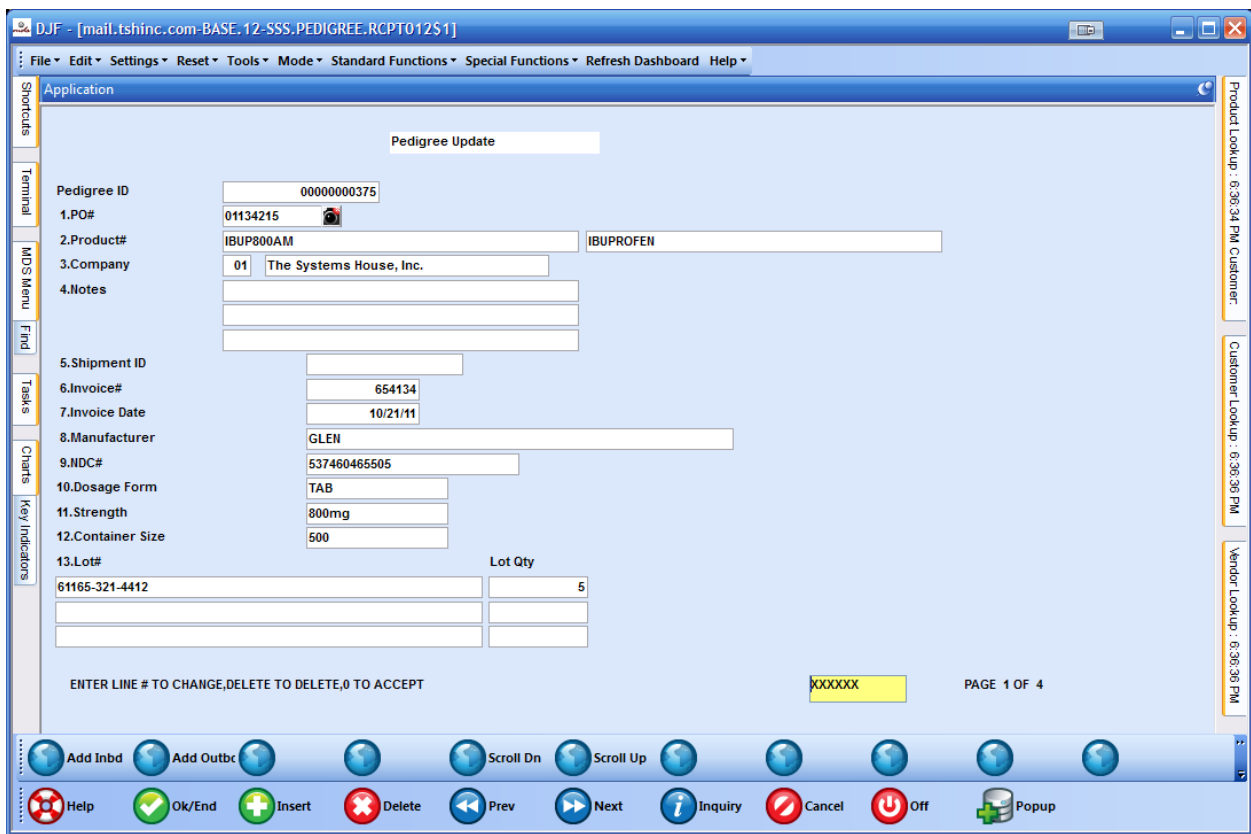 DJF - [mail.tshinc.com-BASE.12-SSS.PEDIGREE.RCPT012$1]
File Edit Settings Reset Tools Mode Standard Functions Special Functions Refresh Dashboard Help
Application
Shortcuts
Terminal
MDS Menu
Find
Tasks
Charts
Key Indicators
Pedigree Update
Pedigree ID 00000000375
1.PO# 01134215
2.Product# IBUP800AM IBUPROFEN
3.Company 01 The Systems House, Inc.
4.Notes
5.Shipment ID
6.Invoice# 654134
7.Invoice Date 10/21/11
8.Manufacturer GLEN
9.NDC# 537460465505
10.Dosage Form TAB
11.Strength 800mg
12.Container Size 500
13.Lot# Lot Qty
61165-321-4412 5
ENTER LINE # TO CHANGE,DELETE TO DELETE,0 TO ACCEPT XXXXXX PAGE 1 OF 4
Product Lookup : 6:36:34 PM Customer:
Customer Lookup : 6:36:36 PM
Vendor Lookup : 6:36:36 PM
Add Inbd Add Outbc Scroll Dn Scroll Up
Help Ok/End Insert Delete Prev Next Inquiry Cancel Off Popup